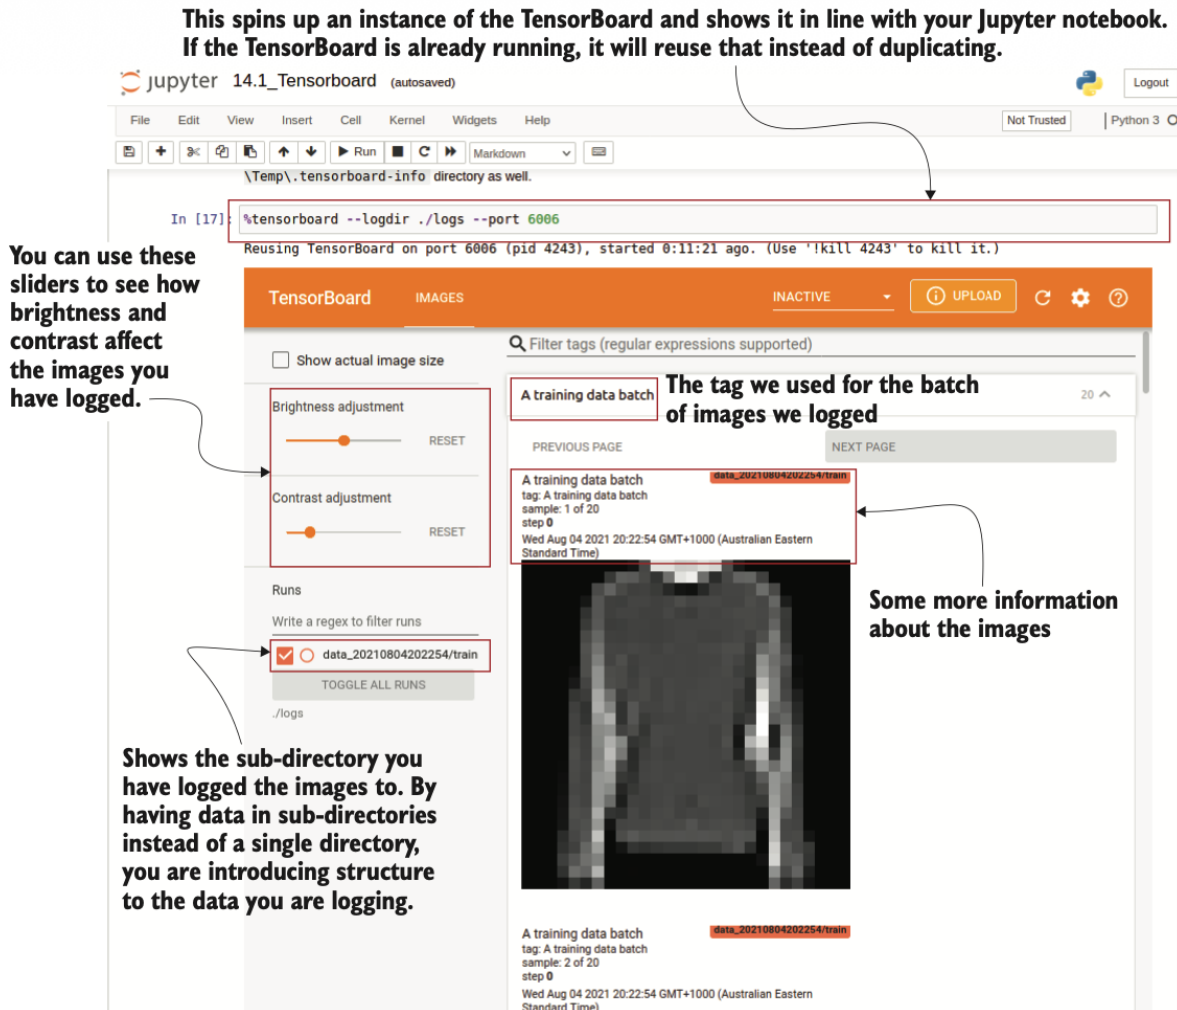 This spins up an instance of the TensorBoard and shows it in line with your Jupyter notebook.
If the TensorBoard is already running, it will reuse that instead of duplicating.
jupyter 14.1_Tensorboard (autosaved)
Logout
File Edit View Insert Cell Kernel Widgets Help
Not Trusted
Python 3
Run
Markdown
\Temp\.tensorboard-info directory as well.
In [17]: %tensorboard --logdir ./logs --port 6006
Reusing TensorBoard on port 6006 (pid 4243), started 0:11:21 ago. (Use '!kill 4243' to kill it.)
You can use these
sliders to see how
brightness and
contrast affect
the images you
have logged.
TensorBoard IMAGES INACTIVE UPLOAD
Show actual image size
Filter tags (regular expressions supported)
Brightness adjustment
RESET
Contrast adjustment
RESET
A training data batch
20
The tag we used for the batch
of images we logged
PREVIOUS PAGE NEXT PAGE
A training data batch
data_20210804202254/train
tag: A training data batch
sample: 1 of 20
step 0
Wed Aug 04 2021 20:22:54 GMT+1000 (Australian Eastern
Standard Time)
Some more information
about the images
Runs
Write a regex to filter runs
data_20210804202254/train
TOGGLE ALL RUNS
./logs
Shows the sub-directory you
have logged the images to. By
having data in sub-directories
instead of a single directory,
you are introducing structure
to the data you are logging.
A training data batch
data_20210804202254/train
tag: A training data batch
sample: 2 of 20
step 0
Wed Aug 04 2021 20:22:54 GMT+1000 (Australian Eastern
Standard Time)